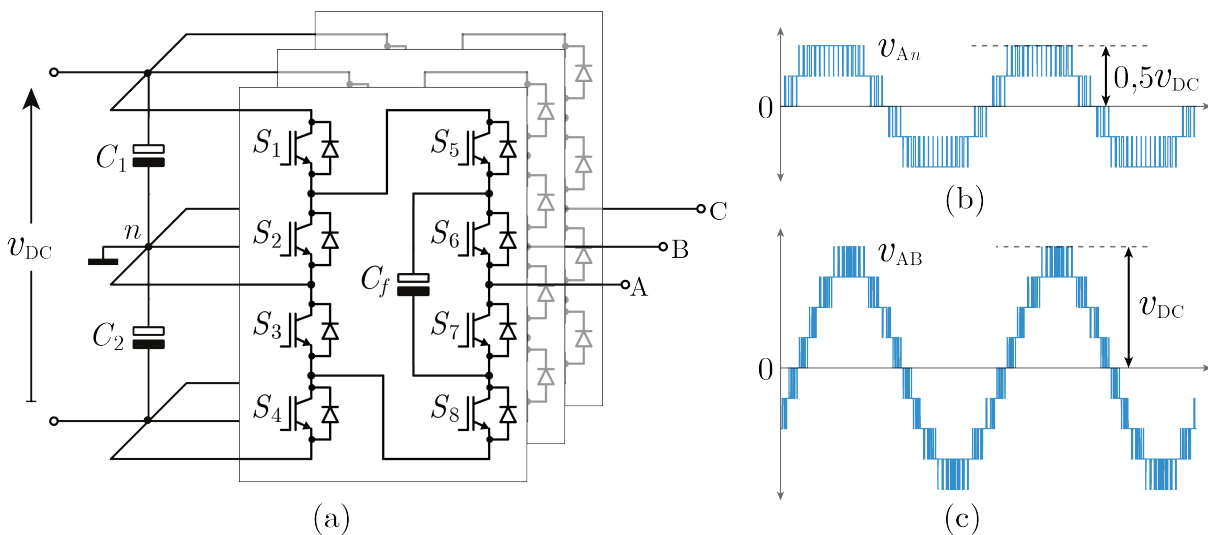 v_DC
C_1
C_2
n
S_1
S_2
S_3
S_4
S_5
S_6
S_7
S_8
C_f
A
B
C
(a)
v_An
0
0,5v_DC
(b)
v_AB
0
v_DC
(c)